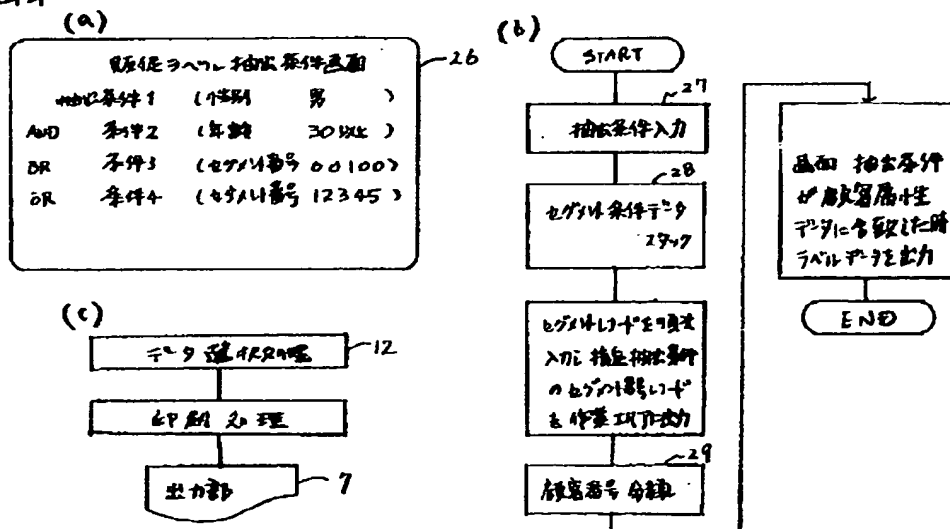 (a)
販促ラベル 抽出条件画面
26
抽出条件1 (性別 男 )
AND 条件2 (年齢 30以上 )
OR 条件3 (セグメント番号 00100)
OR 条件4 (セグメント番号 12345)
(b)
START
27
抽出条件入力
28
セグメント条件データ
スタック
セグメントレコードを順次
入力し 指定抽出条件
のセグメント番号レコード
を作業エリアに出力
29
顧客番号 分類
画面 抽出条件
が顧客属性
データに合致した時
ラベルデータを出力
END
(c)
データ選択処理
12
印刷処理
出力部
7